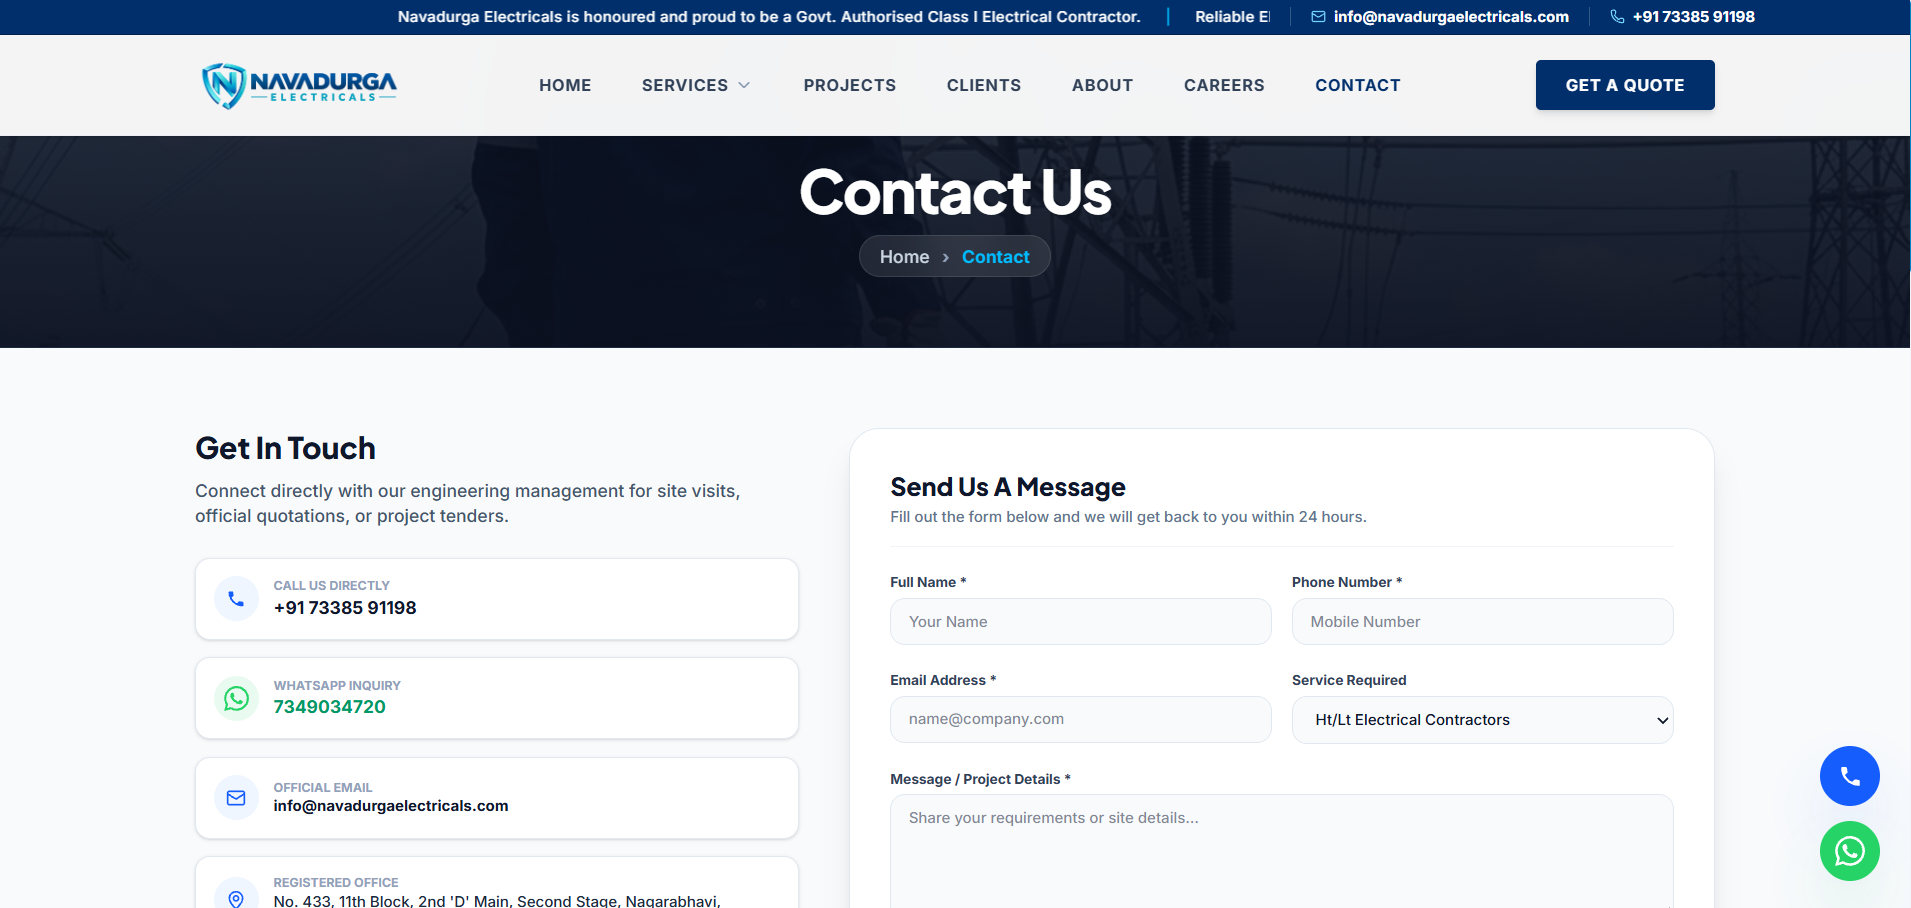 Navadurga Electricals is honoured and proud to be a Govt. Authorised Class I Electrical Contractor. | Reliable
info@navadurgaelectricals.com
+91 73385 91198
NAVADURGA
ELECTRICALS
HOME
SERVICES
PROJECTS
CLIENTS
ABOUT
CAREERS
CONTACT
GET A QUOTE
Contact Us
Home › Contact
Get In Touch
Connect directly with our engineering management for site visits,
official quotations, or project tenders.
CALL US DIRECTLY
+91 73385 91198
WHATSAPP INQUIRY
7349034720
OFFICIAL EMAIL
info@navadurgaelectricals.com
REGISTERED OFFICE
No. 433, 11th Block, 2nd 'D' Main, Second Stage, Nagarabhavi,
Send Us A Message
Fill out the form below and we will get back to you within 24 hours.
Full Name *
Your Name
Phone Number *
Mobile Number
Email Address *
name@company.com
Service Required
Ht/Lt Electrical Contractors
Message / Project Details *
Share your requirements or site details...